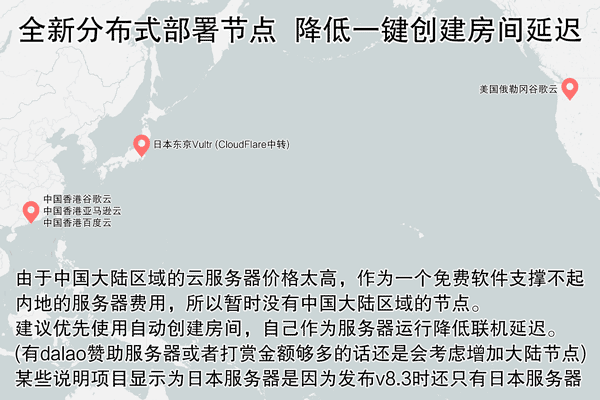 全新分布式部署节点 降低一键创建房间延迟
美国俄勒冈谷歌云
日本东京Vultr (CloudFlare中转)
中国香港谷歌云
中国香港亚马逊云
中国香港百度云
由于中国大陆区域的云服务器价格太高，作为一个免费软件支撑不起
内地的服务器费用，所以暂时没有中国大陆区域的节点。
建议优先使用自动创建房间，自己作为服务器运行降低联机延迟。
(有dalao赞助服务器或者打赏金额够多的话还是会考虑增加大陆节点)
某些说明项目显示为日本服务器是因为发布v8.3时还只有日本服务器